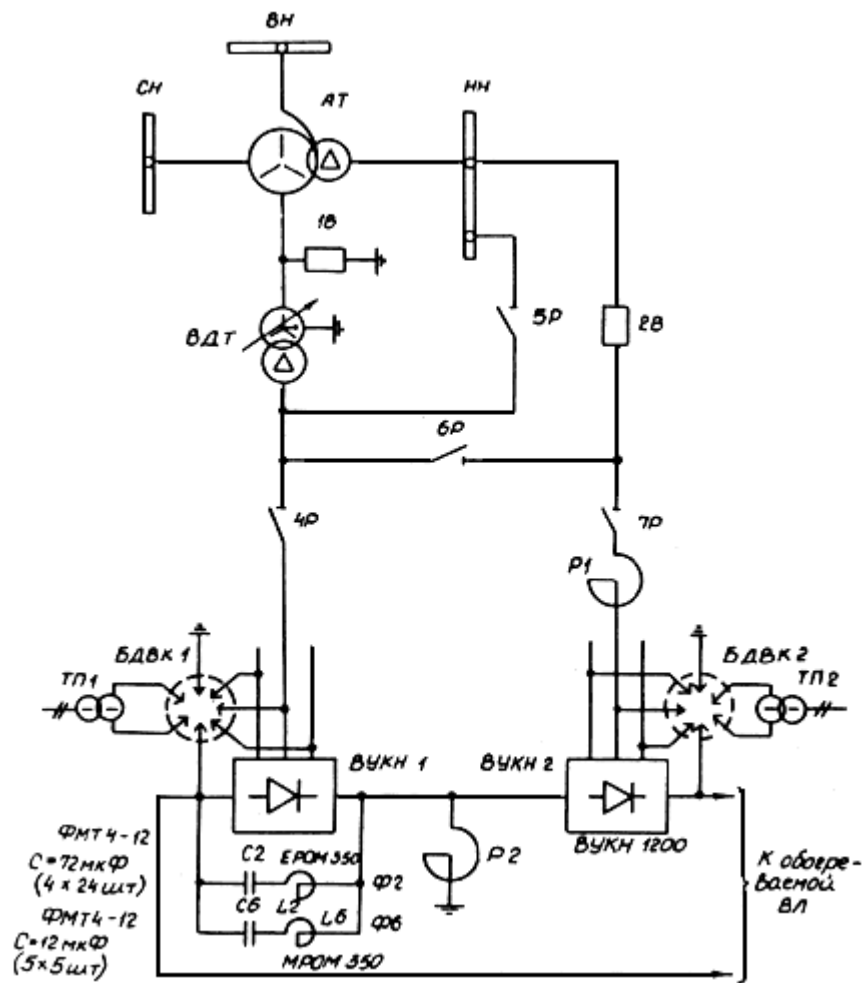 ВН
СН
АТ
НН
1В
5Р
2В
ВДТ
6Р
4Р
7Р
Р1
БДВК 1
БДВК 2
ТП1
ТП2
ВУКН 1
ВУКН 2
ФМТ 4-12
С2
ЕРОМ 350
Р2
ВУКН 1200
С=72 мкФ
(4 × 24 шт)
L2
Ф2
К обогре-
ваемой
ВЛ
ФМТ4-12
С6
L6
Ф6
С=12 мкФ
(5×5 шт)
МРОМ 350